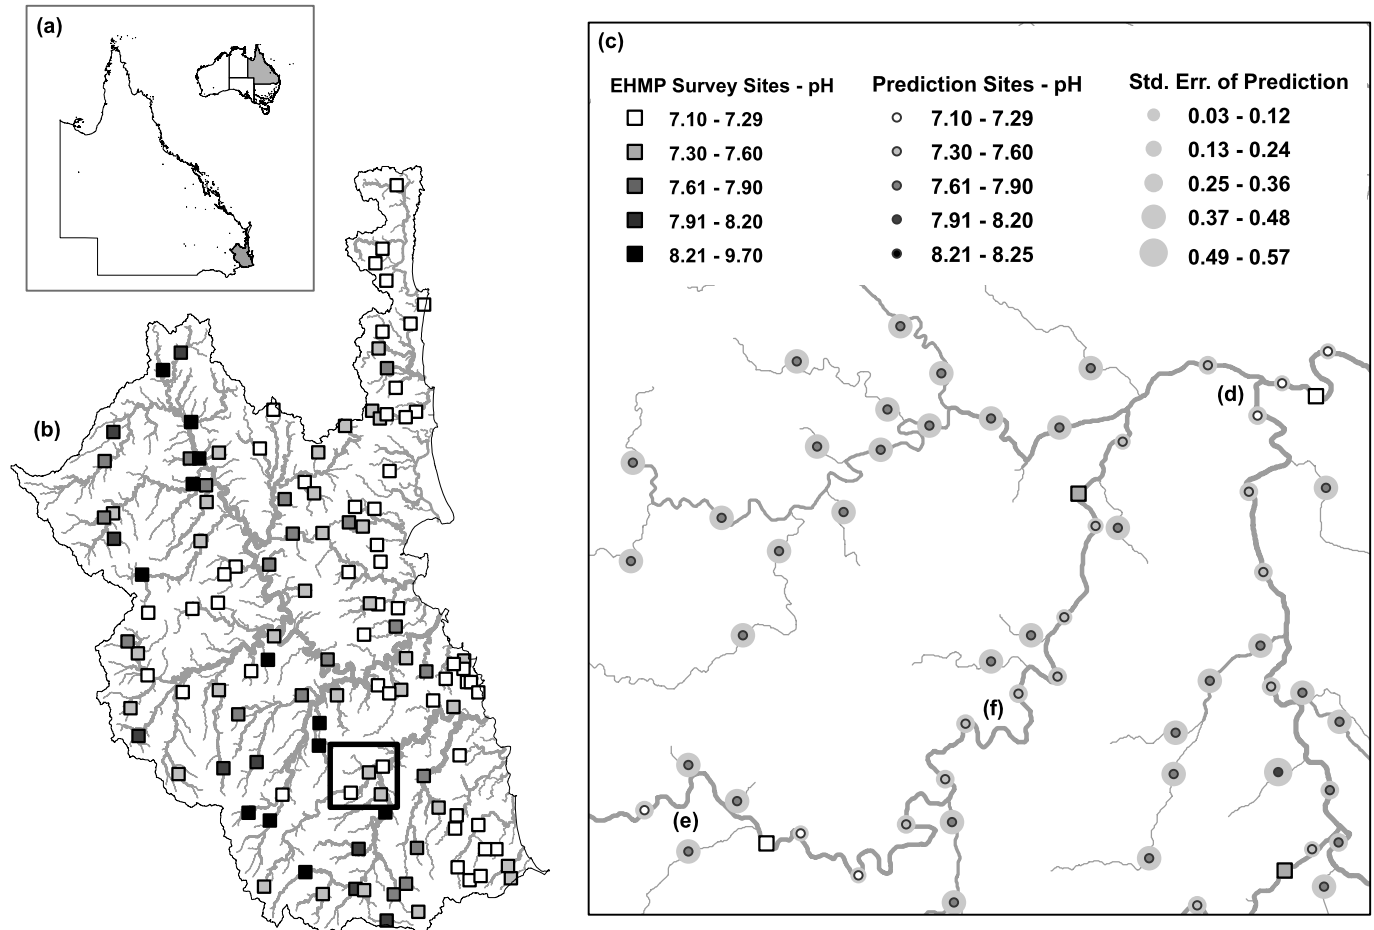 (a)
(b)
(c)
EHMP Survey Sites - pH
7.10 - 7.29
7.30 - 7.60
7.61 - 7.90
7.91 - 8.20
8.21 - 9.70
Prediction Sites - pH
7.10 - 7.29
7.30 - 7.60
7.61 - 7.90
7.91 - 8.20
8.21 - 8.25
Std. Err. of Prediction
0.03 - 0.12
0.13 - 0.24
0.25 - 0.36
0.37 - 0.48
0.49 - 0.57
(d)
(f)
(e)